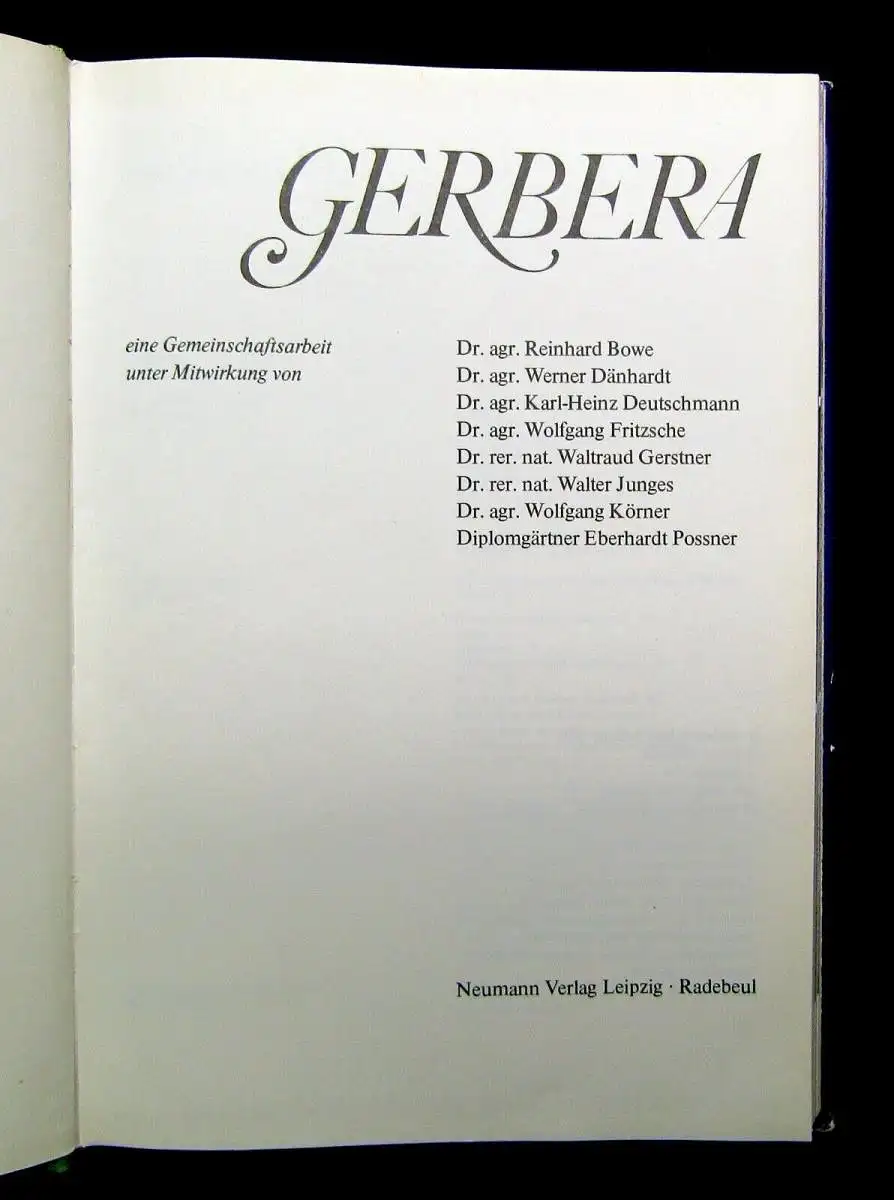 GERBERA
eine Gemeinschaftsarbeit
unter Mitwirkung von
Dr. agr. Reinhard Bowe
Dr. agr. Werner Dänhardt
Dr. agr. Karl-Heinz Deutschmann
Dr. agr. Wolfgang Fritzsche
Dr. rer. nat. Waltraud Gerstner
Dr. rer. nat. Walter Junges
Dr. agr. Wolfgang Körner
Diplomgärtner Eberhardt Possner
Neumann Verlag Leipzig · Radebeul